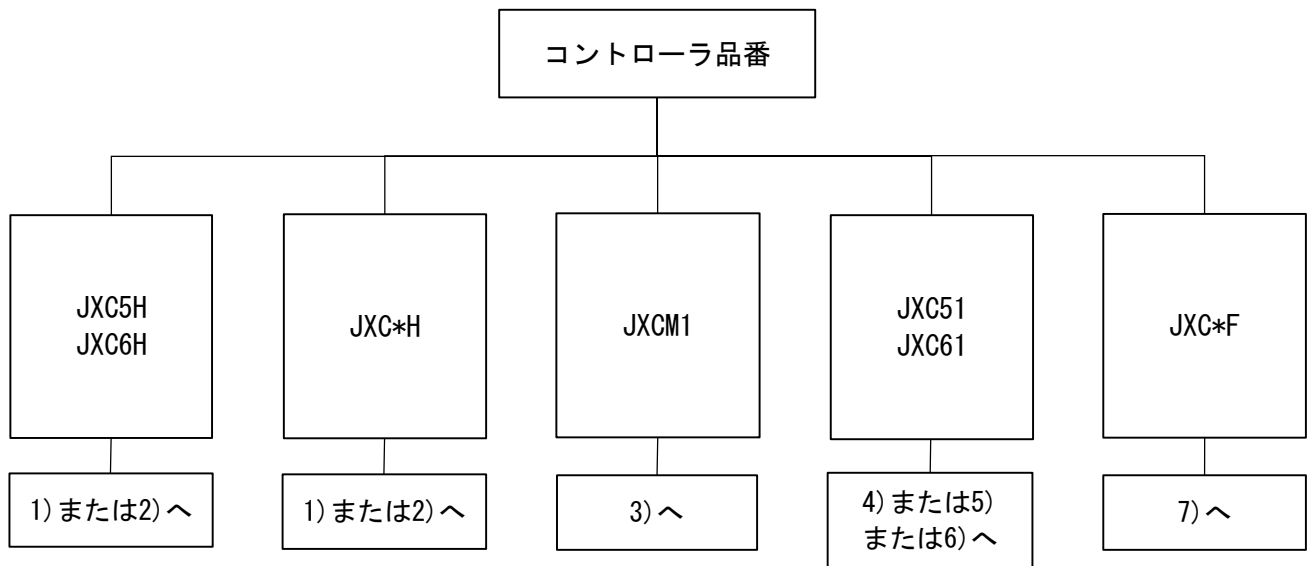 コントローラ品番
JXC5H
JXC6H
JXC*H
JXCM1
JXC51
JXC61
JXC*F
1)または2)へ
1)または2)へ
3)へ
4)または5)
または6)へ
7)へ